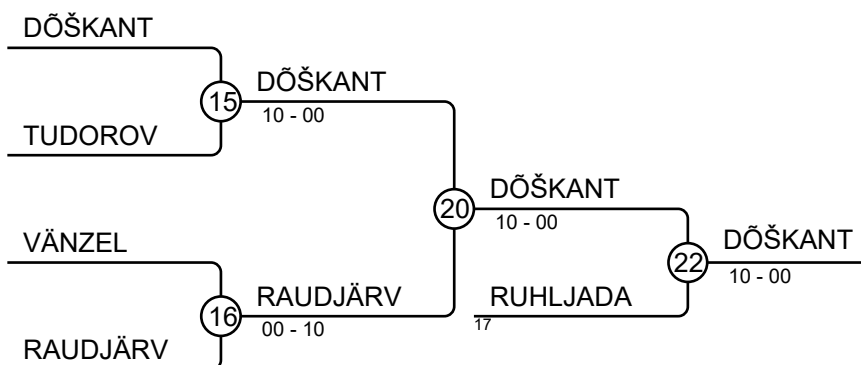 DÕŠKANT
15
DÕŠKANT
10 - 00
TUDOROV
20
DÕŠKANT
10 - 00
VÄNZEL
22
DÕŠKANT
10 - 00
16
RAUDJÄRV
00 - 10
RUHLJADA
17
RAUDJÄRV